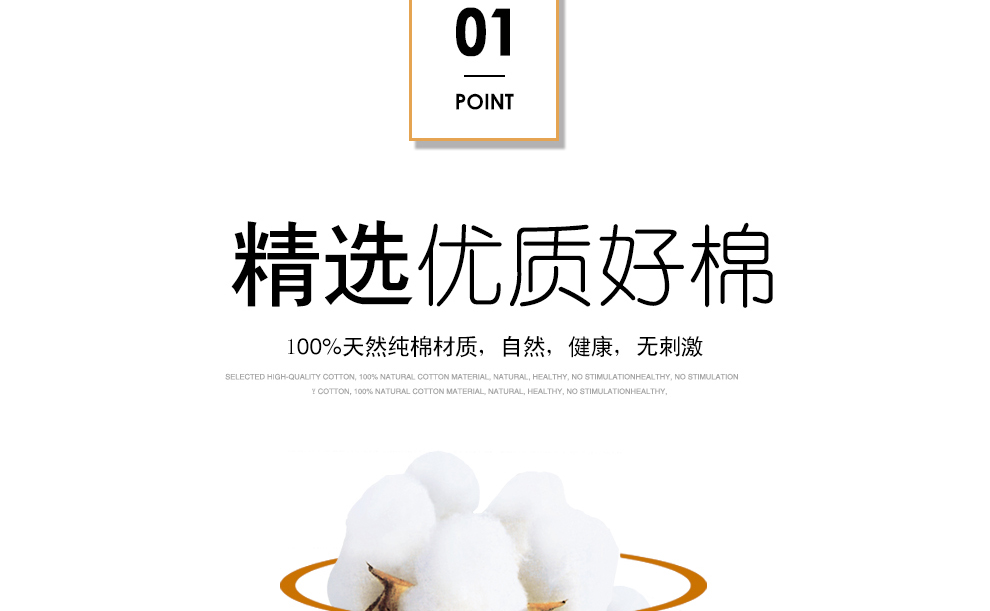 01
POINT
精选优质好棉
100%天然纯棉材质，自然，健康，无刺激
SELECTED HIGH-QUALITY COTTON, 100% NATURAL COTTON MATERIAL, NATURAL, HEALTHY, NO STIMULATIONHEALTHY, NO STIMULATION
Y COTTON, 100% NATURAL COTTON MATERIAL, NATURAL, HEALTHY, NO STIMULATIONHEALTHY,